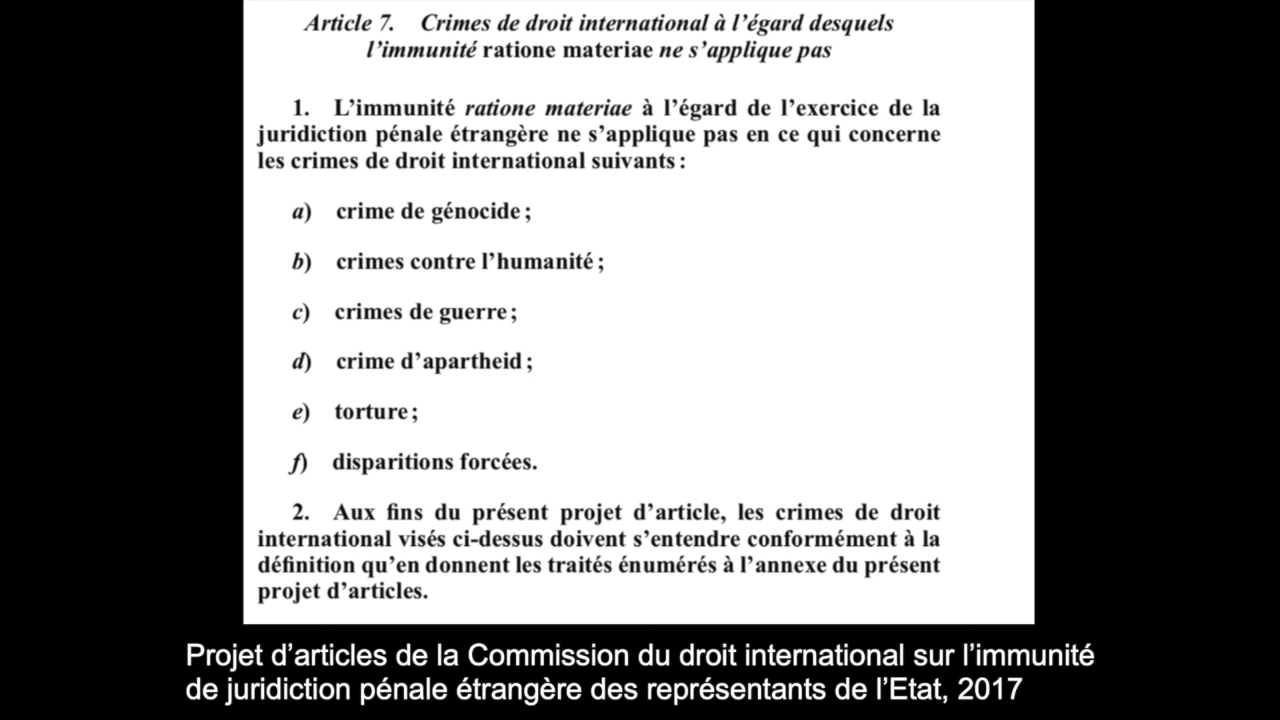 Article 7. Crimes de droit international à l’égard desquels
l’immunité ratione materiae ne s’applique pas
1. L’immunité ratione materiae à l’égard de l’exercice de la
juridiction pénale étrangère ne s’applique pas en ce qui concerne
les crimes de droit international suivants :
a) crime de génocide ;
b) crimes contre l’humanité ;
c) crimes de guerre ;
d) crime d’apartheid ;
e) torture ;
f) disparitions forcées.
2. Aux fins du présent projet d’article, les crimes de droit
international visés ci-dessus doivent s’entendre conformément à la
définition qu’en donnent les traités énumérés à l’annexe du présent
projet d’articles.
Projet d’articles de la Commission du droit international sur l’immunité
de juridiction pénale étrangère des représentants de l’Etat, 2017